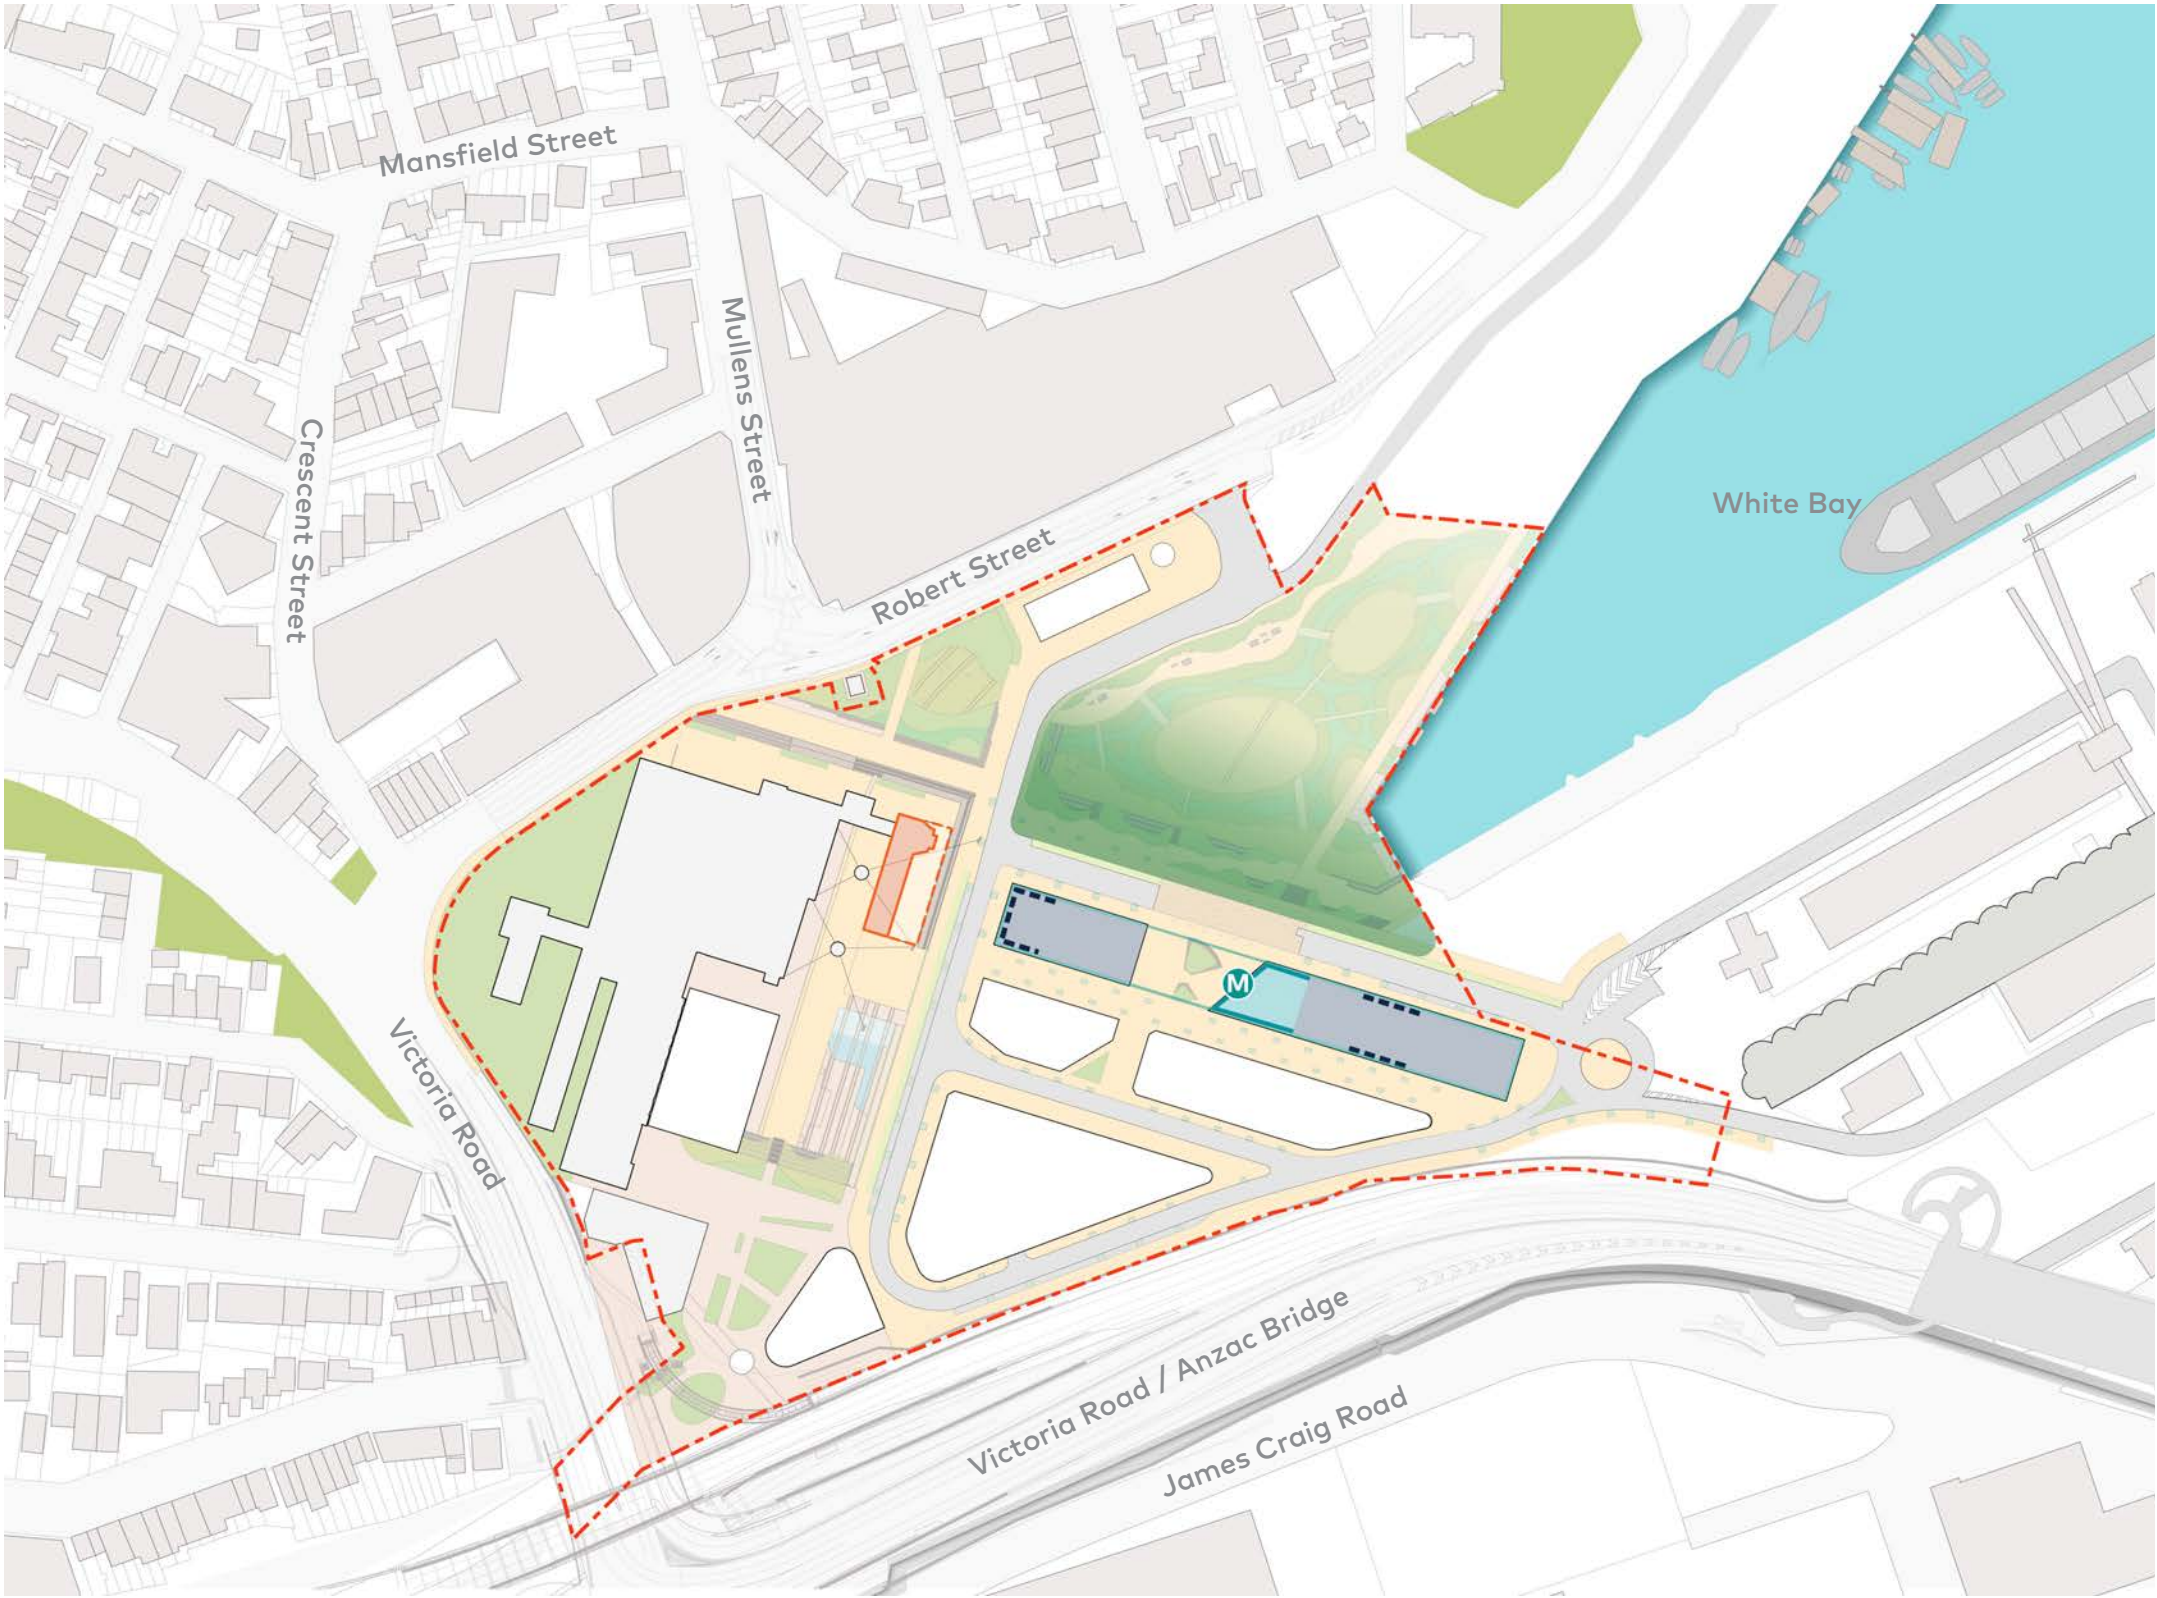 Mansfield Street
Mullens Street
Crescent Street
White Bay
Robert Street
M
Victoria Road
Victoria Road / Anzac Bridge
James Craig Road